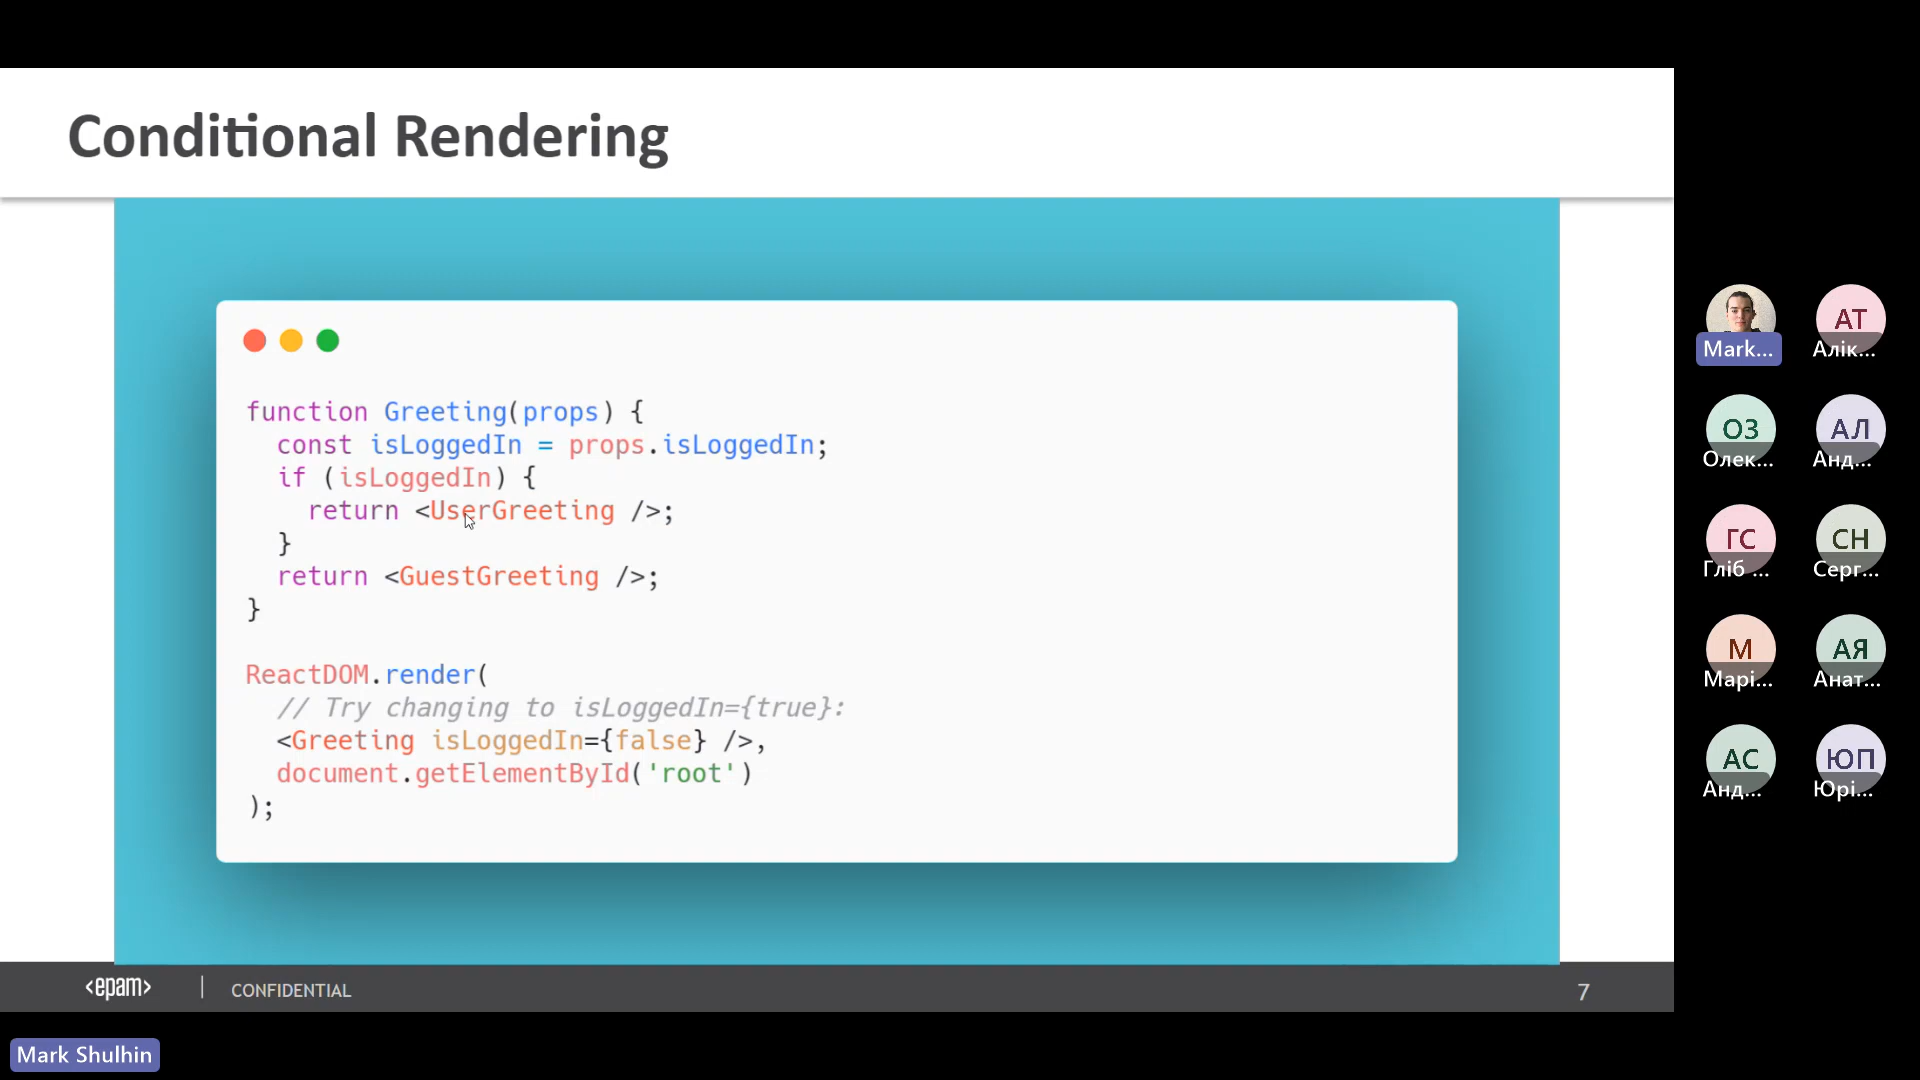 Conditional Rendering
function Greeting(props) {
  const isLoggedIn = props.isLoggedIn;
  if (isLoggedIn) {
    return <UserGreeting />;
  }
  return <GuestGreeting />;
}
ReactDOM.render(
  // Try changing to isLoggedIn={true}:
  <Greeting isLoggedIn={false} />,
  document.getElementById('root')
);
<epam>
CONFIDENTIAL
7
Mark...
АТ
Алік...
ОЗ
Олек...
АЛ
Анд...
ГС
Гліб ...
СН
Серг...
М
Марі...
АЯ
Анат...
АС
Анд...
ЮП
Юрі...
Mark Shulhin